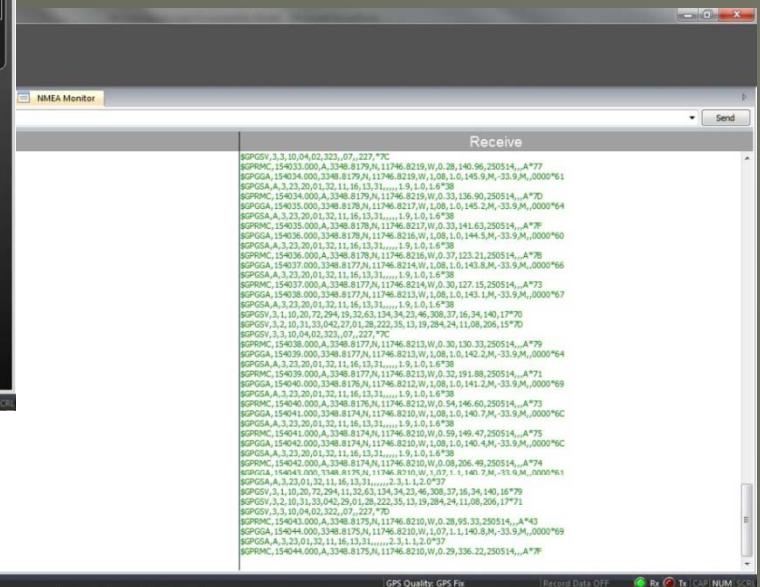 NMEA Monitor
Send
Receive
$GPGSV,3,3,10,04,02,323,,07,,227,*7C
$GPRMC,154033.000,A,3348.8179,N,11746.8219,W,0.28,140.96,250514,,,A*77
$GPGGA,154034.000,3348.8179,N,11746.8219,W,1,08,1.0,145.9,M,-33.9,M,,0000*61
$GPGSA,A,3,23,20,01,32,11,16,13,31,,,,,1.9,1.0,1.6*38
$GPRMC,154034.000,A,3348.8179,N,11746.8219,W,0.33,136.90,250514,,,A*7D
$GPGGA,154035.000,3348.8178,N,11746.8217,W,1,08,1.0,145.2,M,-33.9,M,,0000*64
$GPGSA,A,3,23,20,01,32,11,16,13,31,,,,,1.9,1.0,1.6*38
$GPRMC,154035.000,A,3348.8178,N,11746.8217,W,0.33,141.63,250514,,,A*7F
$GPGGA,154036.000,3348.8178,N,11746.8216,W,1,08,1.0,144.5,M,-33.9,M,,0000*60
$GPGSA,A,3,23,20,01,32,11,16,13,31,,,,,1.9,1.0,1.6*38
$GPRMC,154036.000,A,3348.8178,N,11746.8216,W,0.37,123.21,250514,,,A*7B
$GPGGA,154037.000,3348.8177,N,11746.8214,W,1,08,1.0,143.8,M,-33.9,M,,0000*66
$GPGSA,A,3,23,20,01,32,11,16,13,31,,,,,1.9,1.0,1.6*38
$GPRMC,154037.000,A,3348.8177,N,11746.8214,W,0.30,127.15,250514,,,A*73
$GPGGA,154038.000,3348.8177,N,11746.8213,W,1,08,1.0,143.1,M,-33.9,M,,0000*67
$GPGSA,A,3,23,20,01,32,11,16,13,31,,,,,1.9,1.0,1.6*38
$GPGSV,3,1,10,20,72,294,19,32,63,134,34,23,46,308,37,16,34,140,17*70
$GPGSV,3,2,10,31,33,042,27,01,28,222,35,13,19,284,24,11,08,206,15*7D
$GPGSV,3,3,10,04,02,323,,07,,227,*7C
$GPRMC,154038.000,A,3348.8177,N,11746.8213,W,0.30,130.33,250514,,,A*79
$GPGGA,154039.000,3348.8177,N,11746.8213,W,1,08,1.0,142.2,M,-33.9,M,,0000*64
$GPGSA,A,3,23,20,01,32,11,16,13,31,,,,,1.9,1.0,1.6*38
$GPRMC,154039.000,A,3348.8177,N,11746.8213,W,0.32,191.88,250514,,,A*71
$GPGGA,154040.000,3348.8176,N,11746.8212,W,1,08,1.0,141.2,M,-33.9,M,,0000*69
$GPGSA,A,3,23,20,01,32,11,16,13,31,,,,,1.9,1.0,1.6*38
$GPRMC,154040.000,A,3348.8176,N,11746.8212,W,0.54,146.60,250514,,,A*73
$GPGGA,154041.000,3348.8174,N,11746.8210,W,1,08,1.0,140.7,M,-33.9,M,,0000*6C
$GPGSA,A,3,23,20,01,32,11,16,13,31,,,,,1.9,1.0,1.6*38
$GPRMC,154041.000,A,3348.8174,N,11746.8210,W,0.59,149.47,250514,,,A*75
$GPGGA,154042.000,3348.8174,N,11746.8210,W,1,08,1.0,140.4,M,-33.9,M,,0000*6C
$GPGSA,A,3,23,20,01,32,11,16,13,31,,,,,1.9,1.0,1.6*38
$GPRMC,154042.000,A,3348.8174,N,11746.8210,W,0.08,206.49,250514,,,A*74
$GPGGA,154043.000,3348.8175,N,11746.8210,W,1,07,1.1,140.7,M,-33.9,M,,0000*61
$GPGSA,A,3,23,01,32,11,16,13,31,,,,,,2.3,1.1,2.0*37
$GPGSV,3,1,10,20,72,294,11,32,63,134,34,23,46,308,37,16,34,140,16*79
$GPGSV,3,2,10,31,33,042,29,01,28,222,35,13,19,284,24,11,08,206,17*71
$GPGSV,3,3,10,04,02,322,,07,,227,*7D
$GPRMC,154043.000,A,3348.8175,N,11746.8210,W,0.28,95.33,250514,,,A*43
$GPGGA,154044.000,3348.8175,N,11746.8210,W,1,07,1.1,140.8,M,-33.9,M,,0000*69
$GPGSA,A,3,23,01,32,11,16,13,31,,,,,,2.3,1.1,2.0*37
$GPRMC,154044.000,A,3348.8175,N,11746.8210,W,0.29,336.22,250514,,,A*7F
CRL
GPS Quality: GPS Fix Record Data OFF Rx Tx CAP NUM SCRL